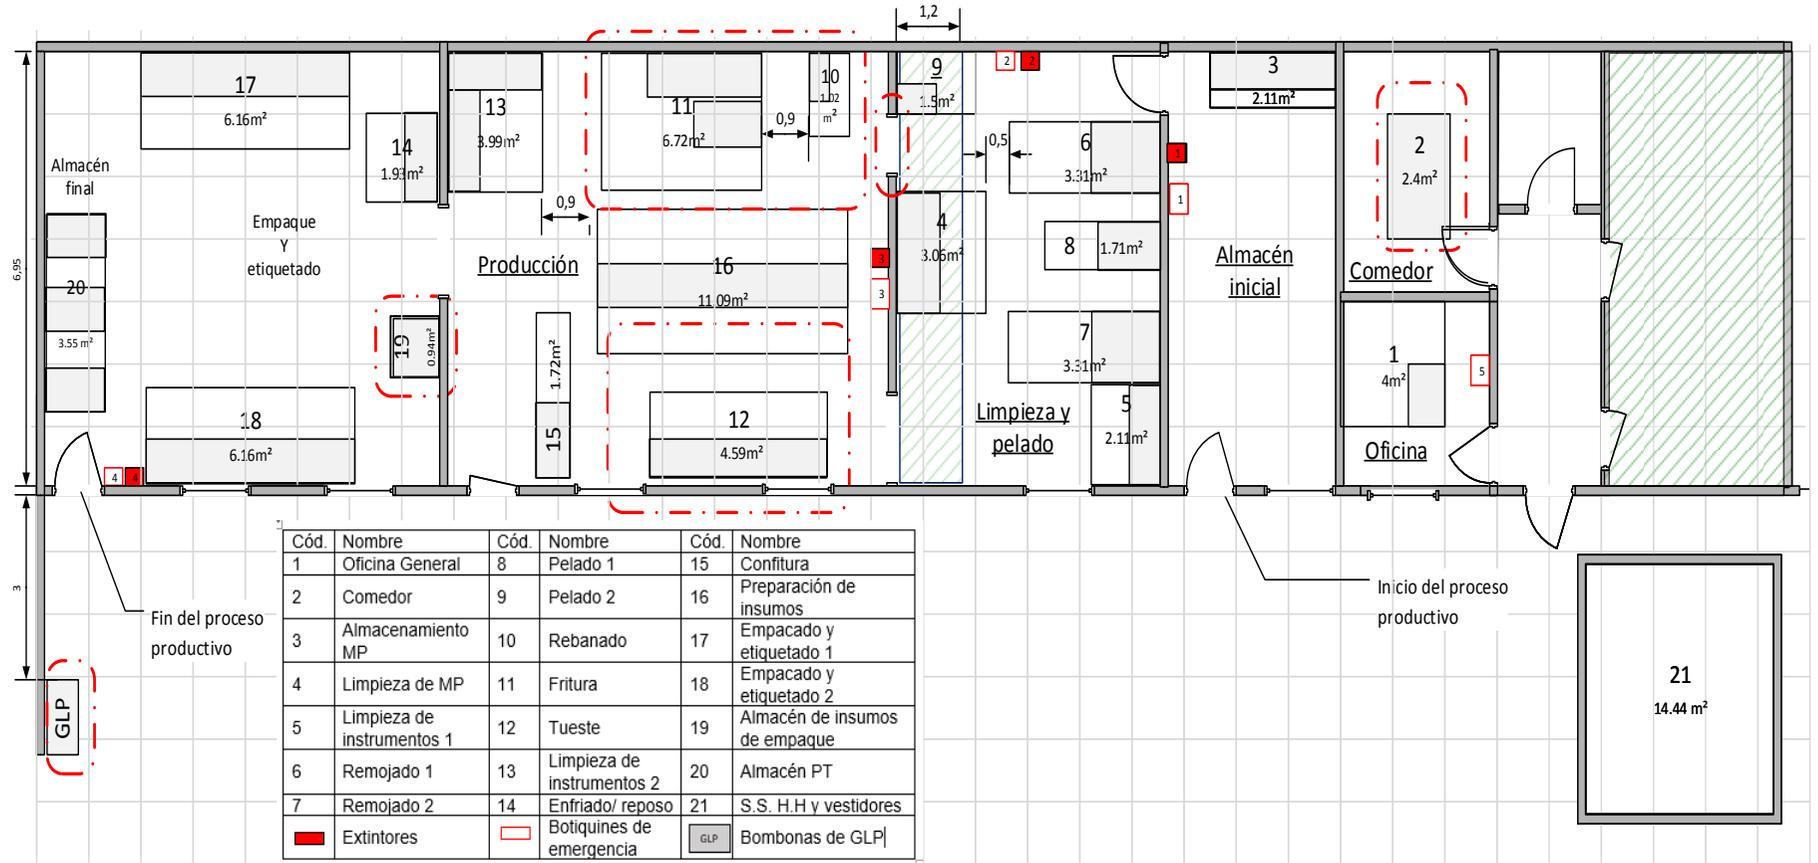 1,2
17
6.16m²
13
3.99m²
11
6.72m²
10
1.02
m²
0,9
9
1.5m²
2
2
3
2.11m²
14
1.93m²
6
3.31m²
0,5
1
1
2
2.4m²
Almacén
final
Empaque
Y
etiquetado
0,9
4
3.06m²
8
1.71m²
6,95
20
3.55 m²
Producción
16
11.09m²
3
3
Almacén
inicial
Comedor
19
0.94m²
1.72m²
15
7
3.31m²
1
4m²
5
18
6.16m²
12
4.59m²
Limpieza y
pelado
5
2.11m²
Oficina
4
4
3
Fin del proceso
productivo
Inicio del proceso
productivo
GLP
21
14.44 m²
Cód. Nombre Cód. Nombre Cód. Nombre
1 Oficina General 8 Pelado 1 15 Confitura
2 Comedor 9 Pelado 2 16 Preparación de
insumos
3 Almacenamiento
MP 10 Rebanado 17 Empacado y
etiquetado 1
4 Limpieza de MP 11 Fritura 18 Empacado y
etiquetado 2
5 Limpieza de
instrumentos 1 12 Tueste 19 Almacén de insumos
de empaque
6 Remojado 1 13 Limpieza de
instrumentos 2 20 Almacén PT
7 Remojado 2 14 Enfriado/ reposo 21 S.S. H.H y vestidores
Extintores Botiquines de
emergencia GLP Bombonas de GLP